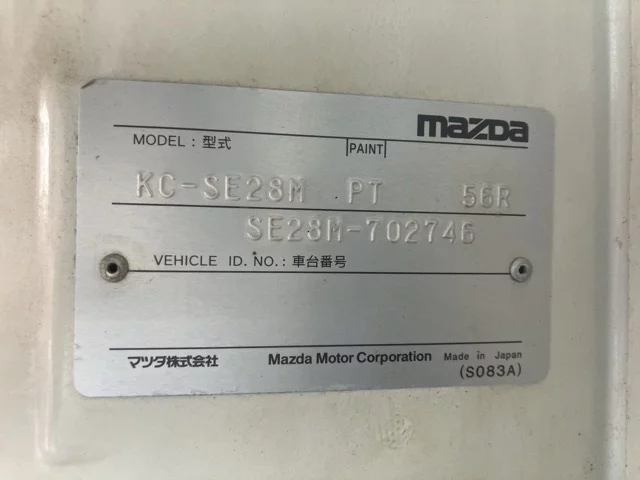 mazda
MODEL : 型式 PAINT
KC-SE28M PT 56R
SE28M-702746
VEHICLE ID. NO. : 車台番号
マツダ株式会社 Mazda Motor Corporation Made in Japan
(S083A)